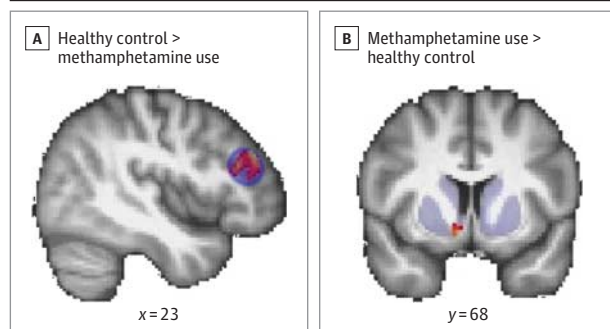 A Healthy control >
methamphetamine use
x=23
B Methamphetamine use >
healthy control
y=68